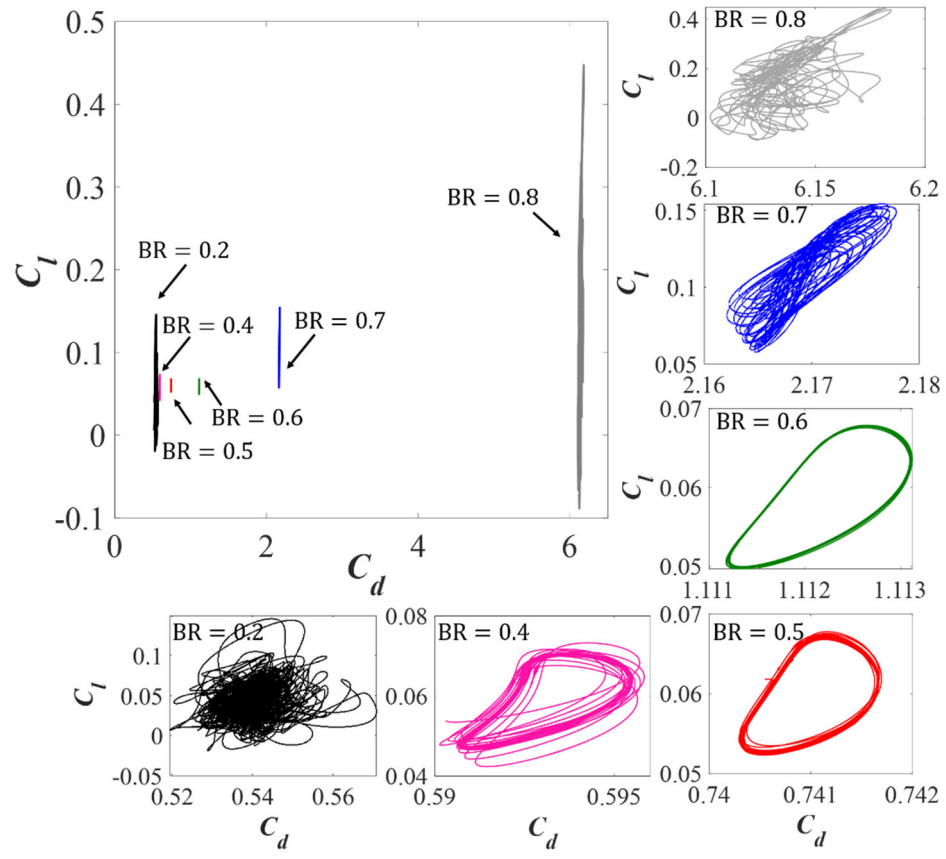 0.5
0.4
0.3
0.2
0.1
0
-0.1
C_l
BR = 0.2
BR = 0.4
BR = 0.5
BR = 0.6
BR = 0.7
BR = 0.8
0 2 4 6
C_d
BR = 0.8
0.4
0.2
0
-0.2
C_l
6.1 6.15 6.2
BR = 0.7
0.15
0.1
0.05
C_l
2.16 2.17 2.18
BR = 0.6
0.07
0.06
0.05
C_l
1.111 1.112 1.113
BR = 0.2
0.1
0.05
0
-0.05
C_l
0.52 0.54 0.56
C_d
BR = 0.4
0.08
0.06
0.04
0.59 0.595
C_d
BR = 0.5
0.07
0.06
0.05
0.74 0.741 0.742
C_d